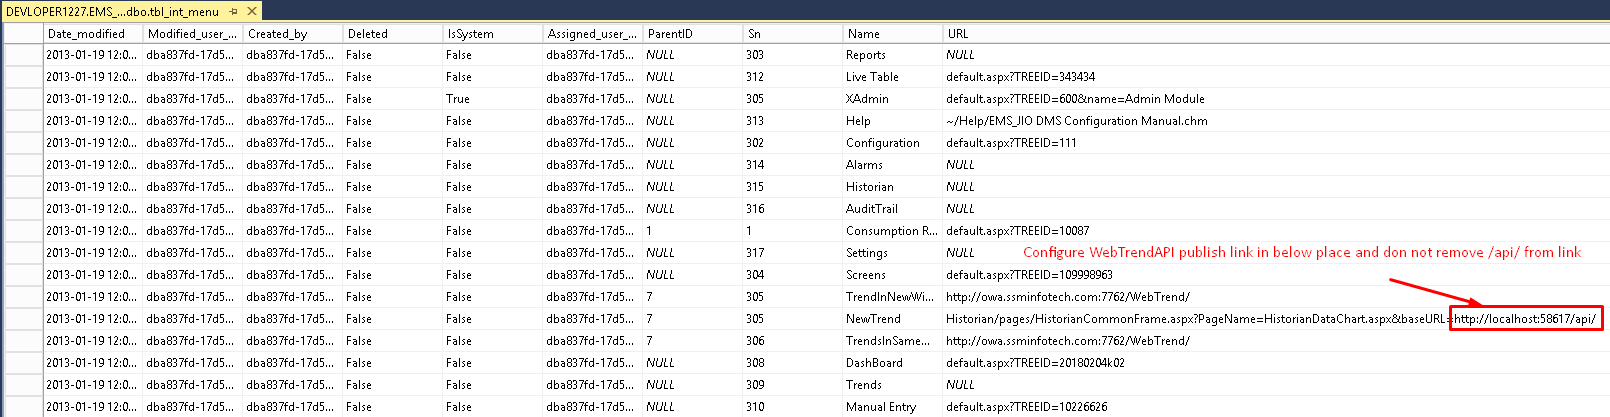 DEVLOPER1227.EMS_...dbo.tbl_int_menu
Date_modified Modified_user_... Created_by Deleted IsSystem Assigned_user_... ParentID Sn Name URL
2013-01-19 12:0... dba837fd-17d5... dba837fd-17d5... False False dba837fd-17d5... NULL 303 Reports NULL
2013-01-19 12:0... dba837fd-17d5... dba837fd-17d5... False False dba837fd-17d5... NULL 312 Live Table default.aspx?TREEID=343434
2013-01-19 12:0... dba837fd-17d5... dba837fd-17d5... False True dba837fd-17d5... NULL 305 XAdmin default.aspx?TREEID=600&name=Admin Module
2013-01-19 12:0... dba837fd-17d5... dba837fd-17d5... False False dba837fd-17d5... NULL 313 Help ~/Help/EMS_JIO DMS Configuration Manual.chm
2013-01-19 12:0... dba837fd-17d5... dba837fd-17d5... False False dba837fd-17d5... NULL 302 Configuration default.aspx?TREEID=111
2013-01-19 12:0... dba837fd-17d5... dba837fd-17d5... False False dba837fd-17d5... NULL 314 Alarms NULL
2013-01-19 12:0... dba837fd-17d5... dba837fd-17d5... False False dba837fd-17d5... NULL 315 Historian NULL
2013-01-19 12:0... dba837fd-17d5... dba837fd-17d5... False False dba837fd-17d5... NULL 316 AuditTrail NULL
2013-01-19 12:0... dba837fd-17d5... dba837fd-17d5... False False dba837fd-17d5... 1 1 Consumption R... default.aspx?TREEID=10087
2013-01-19 12:0... dba837fd-17d5... dba837fd-17d5... False False dba837fd-17d5... NULL 317 Settings NULL
Configure WebTrendAPI publish link in below place and don not remove /api/ from link
2013-01-19 12:0... dba837fd-17d5... dba837fd-17d5... False False dba837fd-17d5... NULL 304 Screens default.aspx?TREEID=109998963
2013-01-19 12:0... dba837fd-17d5... dba837fd-17d5... False False dba837fd-17d5... 7 305 TrendInNewWi... http://owa.ssminfotech.com:7762/WebTrend/
2013-01-19 12:0... dba837fd-17d5... dba837fd-17d5... False False dba837fd-17d5... 7 305 NewTrend Historian/pages/HistorianCommonFrame.aspx?PageName=HistorianDataChart.aspx&baseURL=http://localhost:58617/api/
2013-01-19 12:0... dba837fd-17d5... dba837fd-17d5... False False dba837fd-17d5... 7 306 TrendsInSame... http://owa.ssminfotech.com:7762/WebTrend/
2013-01-19 12:0... dba837fd-17d5... dba837fd-17d5... False False dba837fd-17d5... NULL 308 DashBoard default.aspx?TREEID=20180204k02
2013-01-19 12:0... dba837fd-17d5... dba837fd-17d5... False False dba837fd-17d5... NULL 309 Trends NULL
2013-01-19 12:0... dba837fd-17d5... dba837fd-17d5... False False dba837fd-17d5... NULL 310 Manual Entry default.aspx?TREEID=10226626